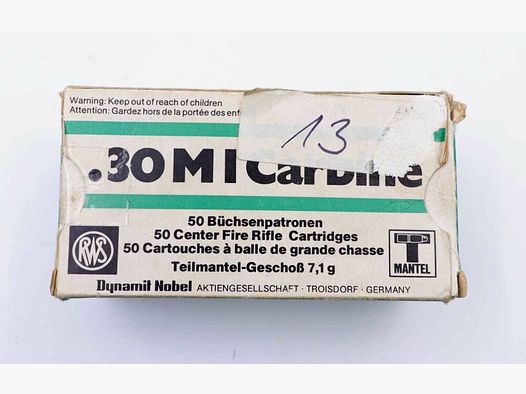 Warning: Keep out of reach of children
Attention: Gardez hors de la portée des enf
13
.30 M1 Carbine
50 Büchsenpatronen
50 Center Fire Rifle Cartridges
50 Cartouches à balle de grande chasse
Teilmantel-Geschoß 7,1 g
RWS
T
MANTEL
Dynamit Nobel AKTIENGESELLSCHAFT · TROISDORF · GERMANY